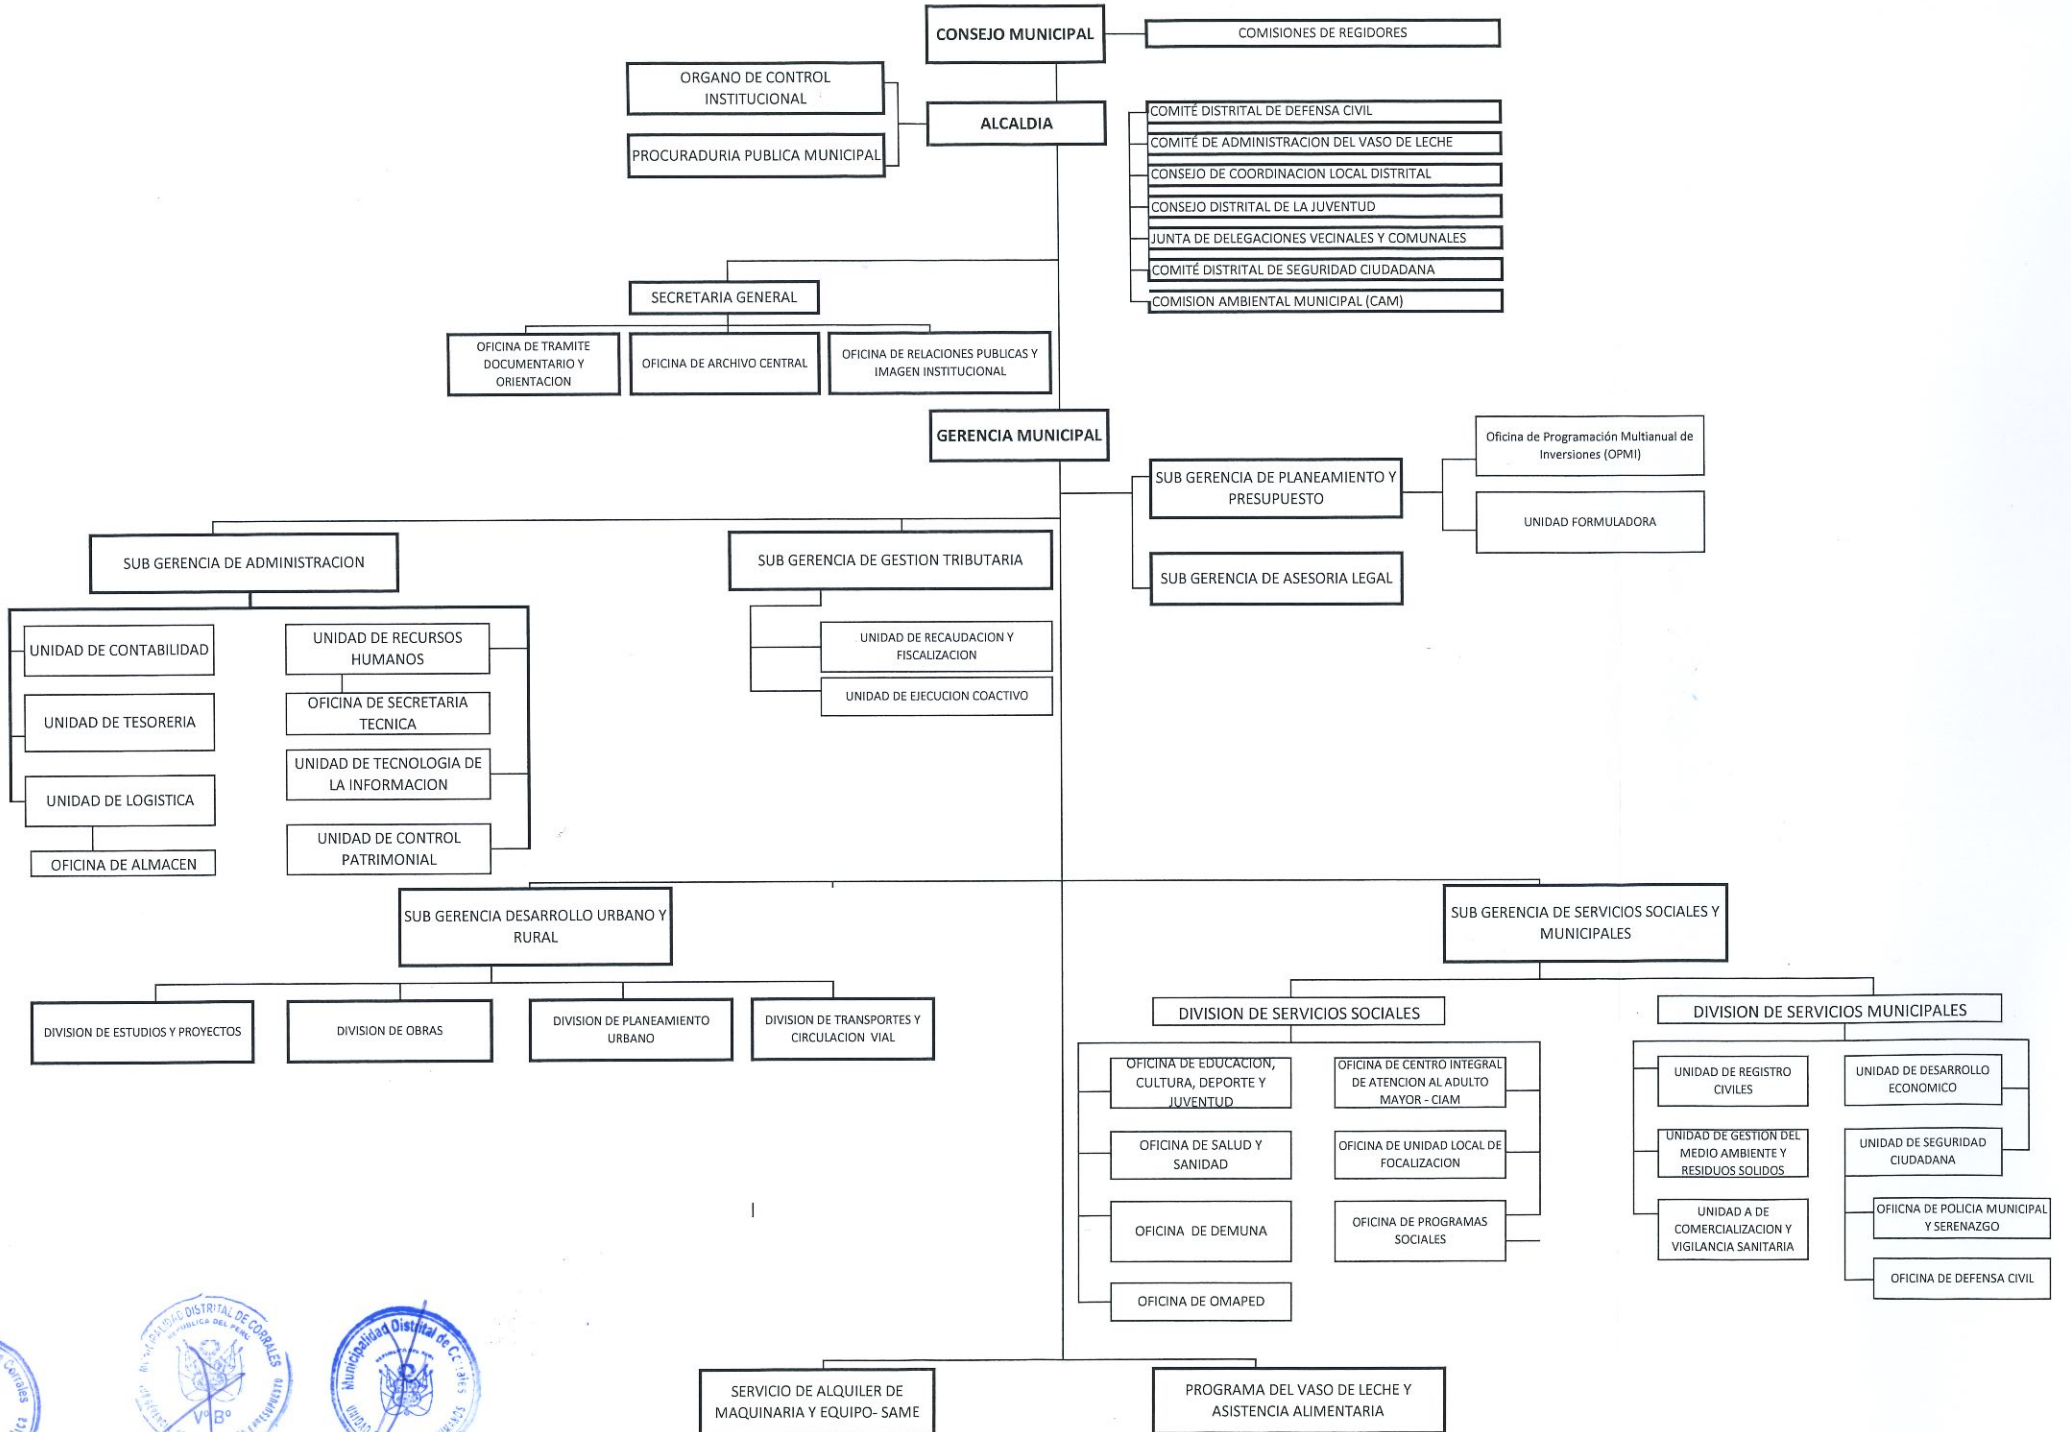 CONSEJO MUNICIPAL
COMISIONES DE REGIDORES
ORGANO DE CONTROL
INSTITUCIONAL
ALCALDIA
PROCURADURIA PUBLICA MUNICIPAL
COMITÉ DISTRITAL DE DEFENSA CIVIL
COMITÉ DE ADMINISTRACION DEL VASO DE LECHE
CONSEJO DE COORDINACION LOCAL DISTRITAL
CONSEJO DISTRITAL DE LA JUVENTUD
JUNTA DE DELEGACIONES VECINALES Y COMUNALES
COMITÉ DISTRITAL DE SEGURIDAD CIUDADANA
COMISION AMBIENTAL MUNICIPAL (CAM)
SECRETARIA GENERAL
OFICINA DE TRAMITE
DOCUMENTARIO Y
ORIENTACION
OFICINA DE ARCHIVO CENTRAL
OFICINA DE RELACIONES PUBLICAS Y
IMAGEN INSTITUCIONAL
GERENCIA MUNICIPAL
SUB GERENCIA DE PLANEAMIENTO Y
PRESUPUESTO
Oficina de Programación Multianual de
Inversiones (OPMI)
UNIDAD FORMULADORA
SUB GERENCIA DE ASESORIA LEGAL
SUB GERENCIA DE ADMINISTRACION
SUB GERENCIA DE GESTION TRIBUTARIA
UNIDAD DE CONTABILIDAD
UNIDAD DE TESORERIA
UNIDAD DE LOGISTICA
OFICINA DE ALMACEN
UNIDAD DE RECURSOS
HUMANOS
OFICINA DE SECRETARIA
TECNICA
UNIDAD DE TECNOLOGIA DE
LA INFORMACION
UNIDAD DE CONTROL
PATRIMONIAL
UNIDAD DE RECAUDACION Y
FISCALIZACION
UNIDAD DE EJECUCION COACTIVO
SUB GERENCIA DESARROLLO URBANO Y
RURAL
DIVISION DE ESTUDIOS Y PROYECTOS
DIVISION DE OBRAS
DIVISION DE PLANEAMIENTO
URBANO
DIVISION DE TRANSPORTES Y
CIRCULACION VIAL
SUB GERENCIA DE SERVICIOS SOCIALES Y
MUNICIPALES
DIVISION DE SERVICIOS SOCIALES
OFICINA DE EDUCACION,
CULTURA, DEPORTE Y
JUVENTUD
OFICINA DE SALUD Y
SANIDAD
OFICINA DE DEMUNA
OFICINA DE OMAPED
OFICINA DE CENTRO INTEGRAL
DE ATENCION AL ADULTO
MAYOR - CIAM
OFICINA DE UNIDAD LOCAL DE
FOCALIZACION
OFICINA DE PROGRAMAS
SOCIALES
DIVISION DE SERVICIOS MUNICIPALES
UNIDAD DE REGISTRO
CIVILES
UNIDAD DE GESTION DEL
MEDIO AMBIENTE Y
RESIDUOS SOLIDOS
UNIDAD A DE
COMERCIALIZACION Y
VIGILANCIA SANITARIA
UNIDAD DE DESARROLLO
ECONOMICO
UNIDAD DE SEGURIDAD
CIUDADANA
OFIICNA DE POLICIA MUNICIPAL
Y SERENAZGO
OFICINA DE DEFENSA CIVIL
SERVICIO DE ALQUILER DE
MAQUINARIA Y EQUIPO- SAME
PROGRAMA DEL VASO DE LECHE Y
ASISTENCIA ALIMENTARIA
DISTRITAL DE CORRALES
REPUBLICA DEL PERU
V°B°
Municipalidad Distrital de
Corrales